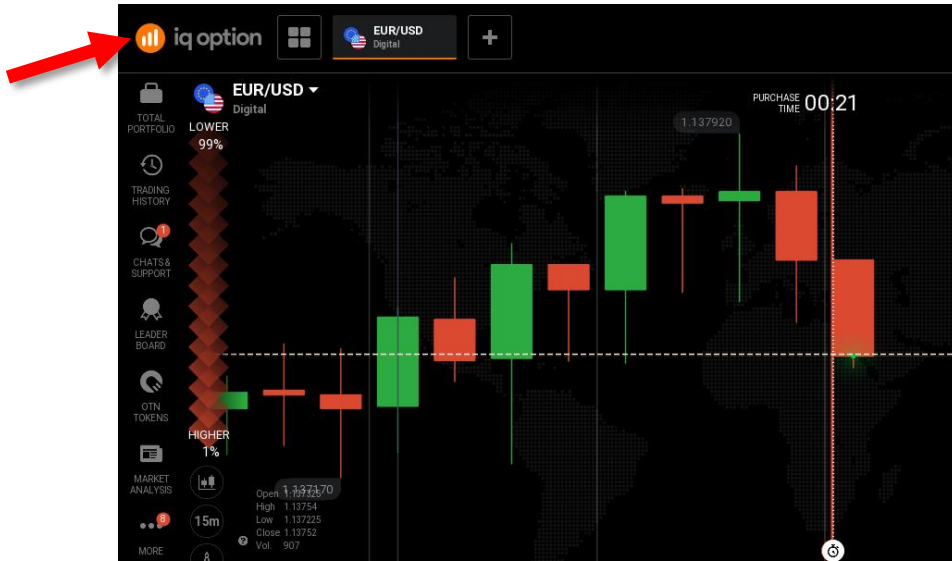 iq option
EUR/USD
Digital
EUR/USD
Digital
PURCHASE
TIME 00:21
TOTAL
PORTFOLIO
LOWER
99%
1.137920
TRADING
HISTORY
1
CHATS &
SUPPORT
LEADER
BOARD
OTN
TOKENS
HIGHER
1%
MARKET
ANALYSIS
1.137170
Open
High 1.13754
Low 1.137225
Close 1.13752
Vol. 907
15m
8
MORE